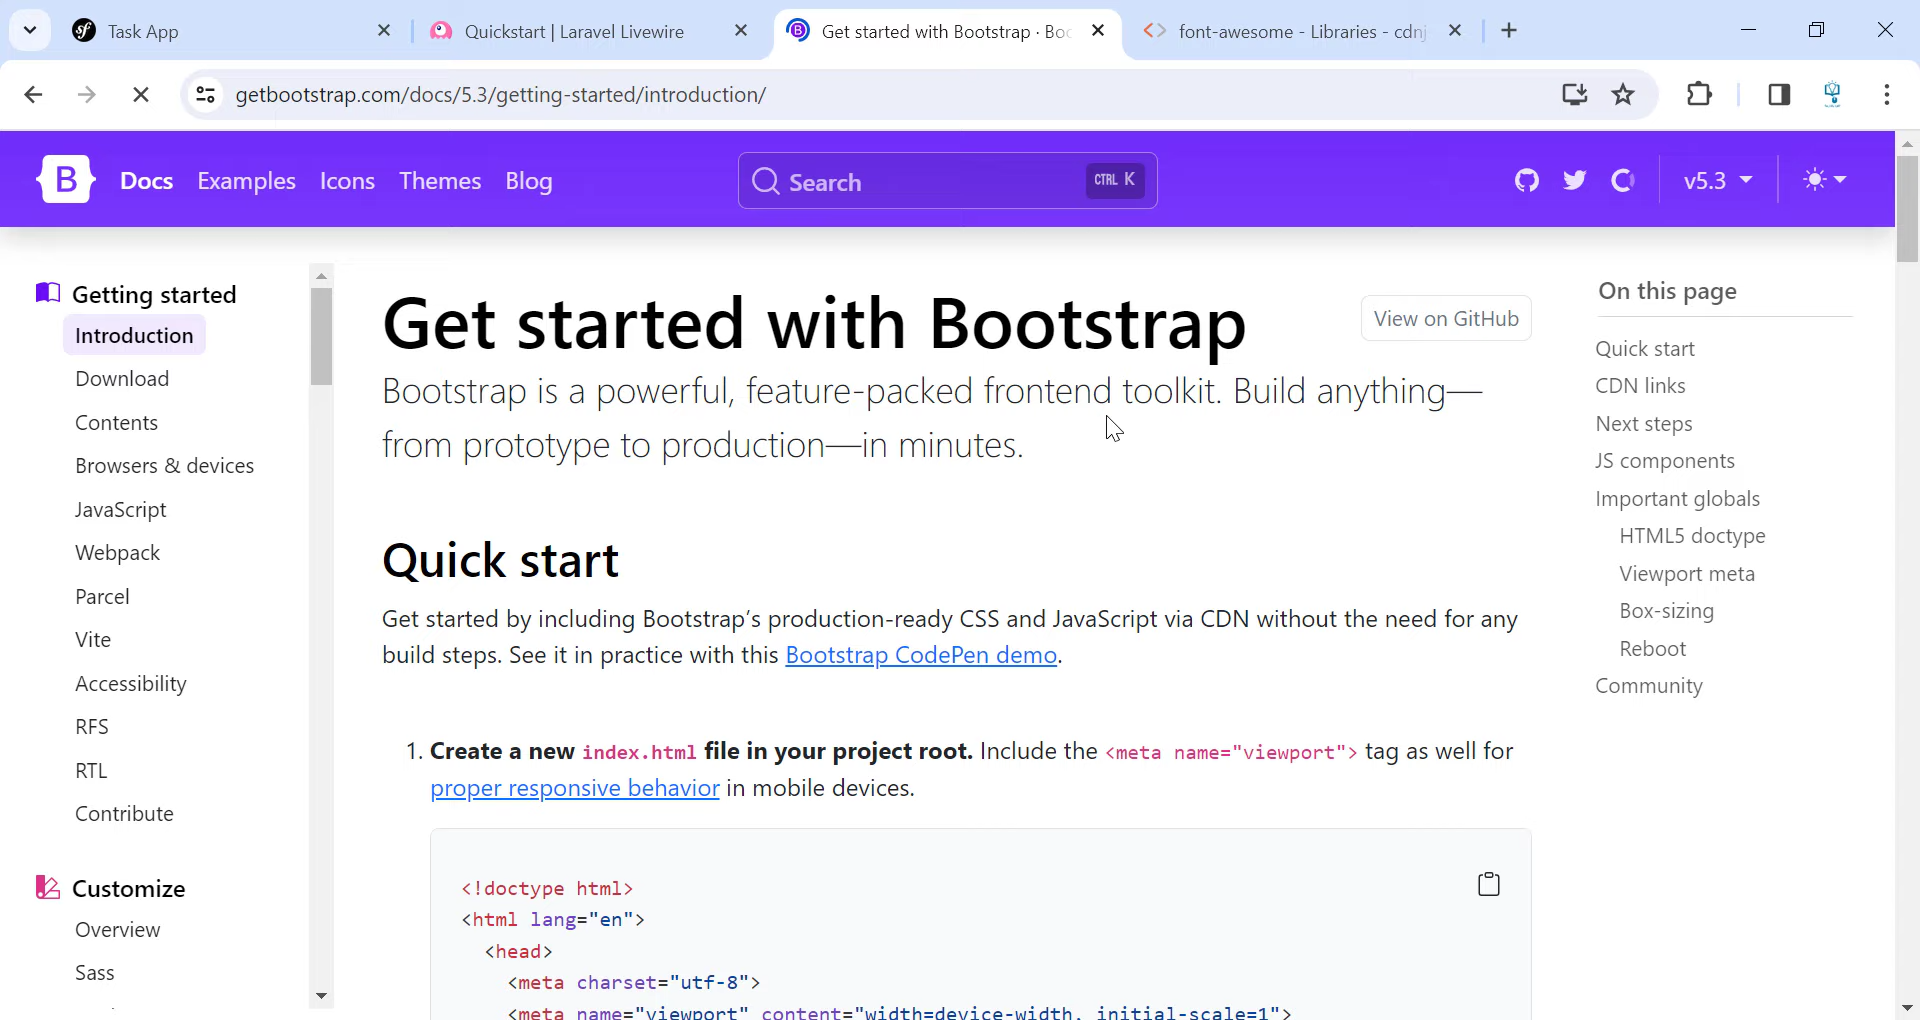 Task App
Quickstart | Laravel Livewire
Get started with Bootstrap · Boo
font-awesome - Libraries - cdnj
getbootstrap.com/docs/5.3/getting-started/introduction/
B
Docs
Examples
Icons
Themes
Blog
Search
CTRL K
v5.3
Getting started
Introduction
Download
Contents
Browsers & devices
JavaScript
Webpack
Parcel
Vite
Accessibility
RFS
RTL
Contribute
Customize
Overview
Sass
Get started with Bootstrap
View on GitHub
Bootstrap is a powerful, feature-packed frontend toolkit. Build anything—
from prototype to production—in minutes.
Quick start
Get started by including Bootstrap’s production-ready CSS and JavaScript via CDN without the need for any
build steps. See it in practice with this Bootstrap CodePen demo.
1. Create a new index.html file in your project root. Include the <meta name="viewport"> tag as well for
proper responsive behavior in mobile devices.
<!doctype html>
<html lang="en">
<head>
<meta charset="utf-8">
<meta name="viewport" content="width=device-width, initial-scale=1">
On this page
Quick start
CDN links
Next steps
JS components
Important globals
HTML5 doctype
Viewport meta
Box-sizing
Reboot
Community